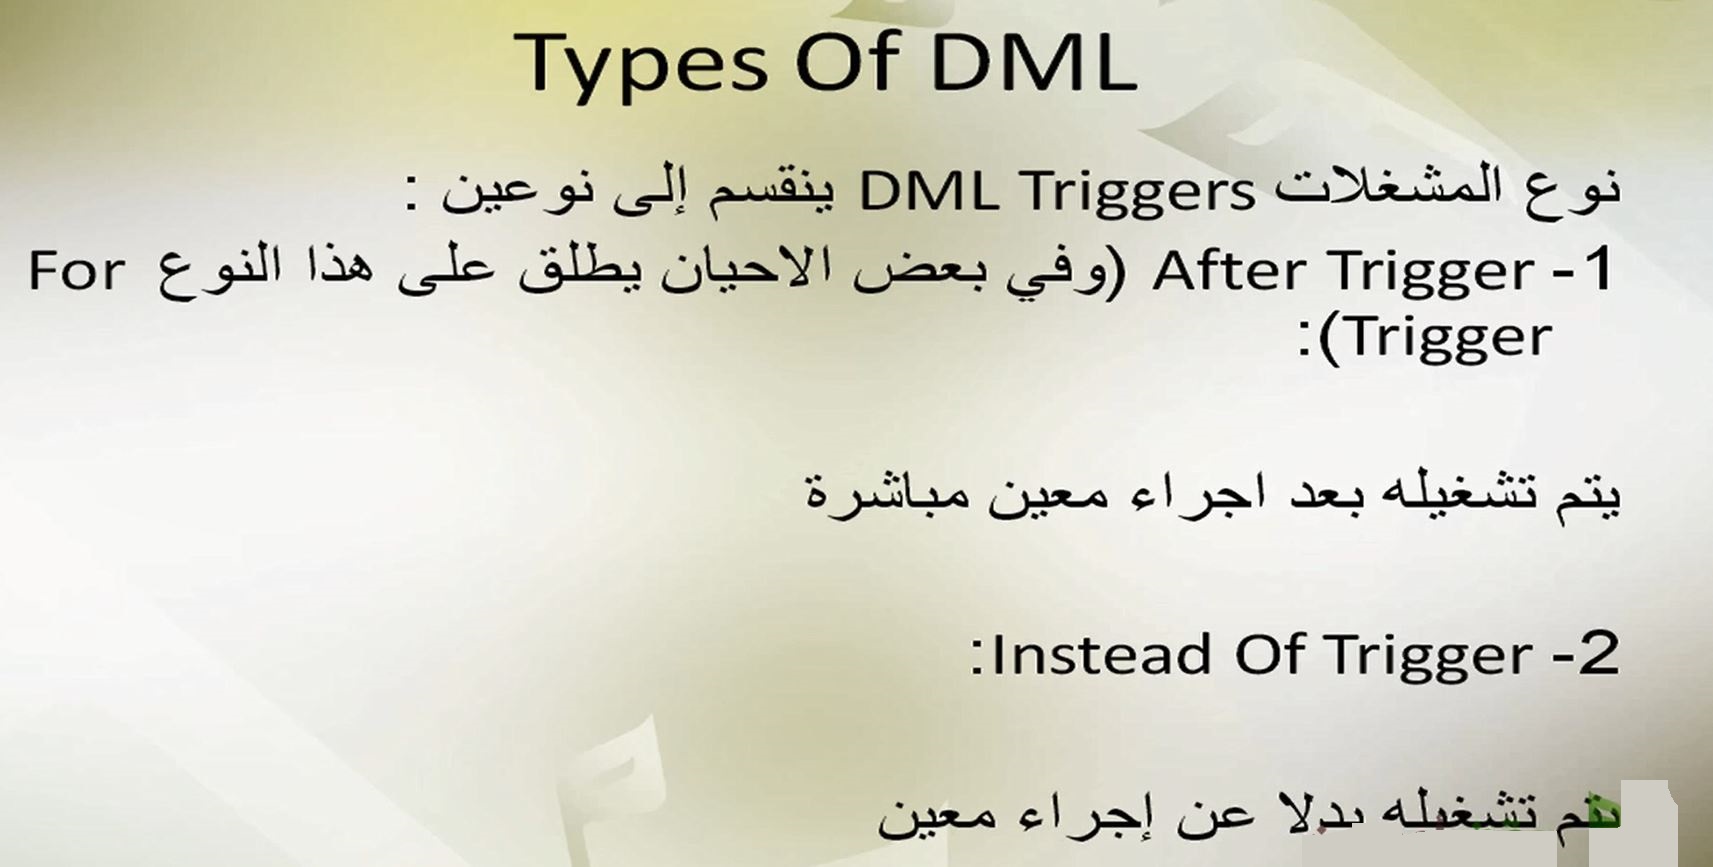 Types Of DML
نوع المشغلات DML Triggers ينقسم إلى نوعين :
1- After Trigger (وفي بعض الاحيان يطلق على هذا النوع For
Trigger):
يتم تشغيله بعد اجراء معين مباشرة
2- Instead Of Trigger:
يتم تشغيله بدلا عن إجراء معين